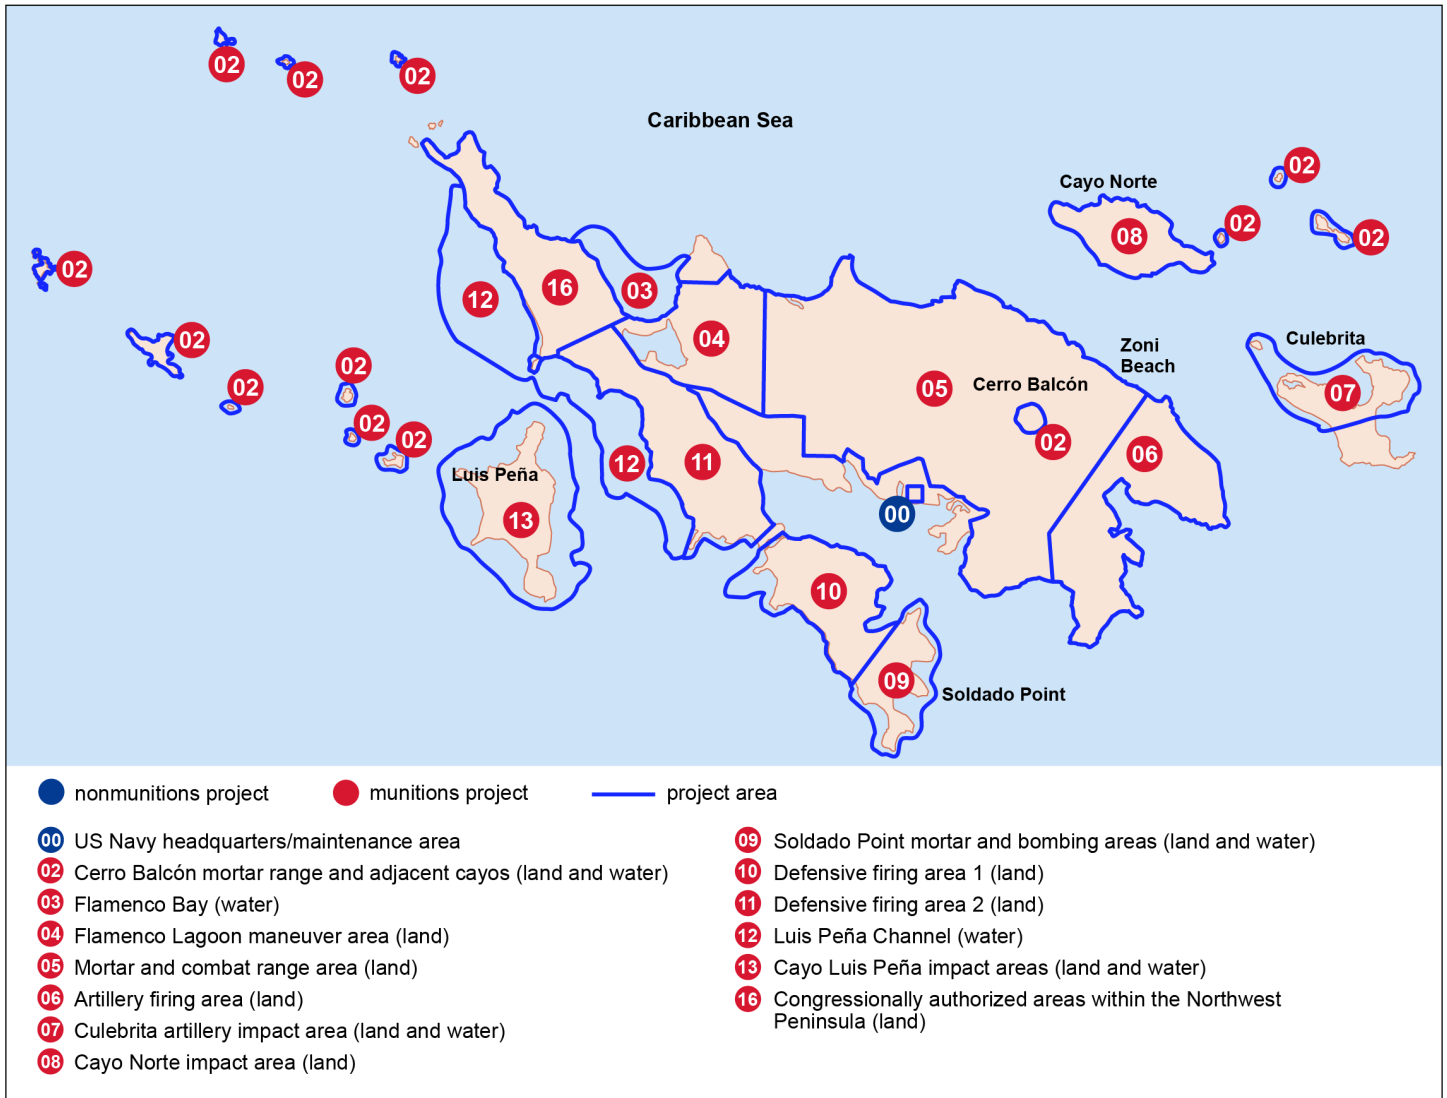 02
02
02
Caribbean Sea
02
Cayo Norte
02
02
08
02
02
16
03
12
04
02
Zoni
Beach
Culebrita
02
02
05
Cerro Balcón
07
02
02
02
06
12
11
Luis Peña
13
00
10
09
Soldado Point
nonmunitions project
munitions project
project area
00 US Navy headquarters/maintenance area
02 Cerro Balcón mortar range and adjacent cayos (land and water)
03 Flamenco Bay (water)
04 Flamenco Lagoon maneuver area (land)
05 Mortar and combat range area (land)
06 Artillery firing area (land)
07 Culebrita artillery impact area (land and water)
08 Cayo Norte impact area (land)
09 Soldado Point mortar and bombing areas (land and water)
10 Defensive firing area 1 (land)
11 Defensive firing area 2 (land)
12 Luis Peña Channel (water)
13 Cayo Luis Peña impact areas (land and water)
16 Congressionally authorized areas within the Northwest
Peninsula (land)